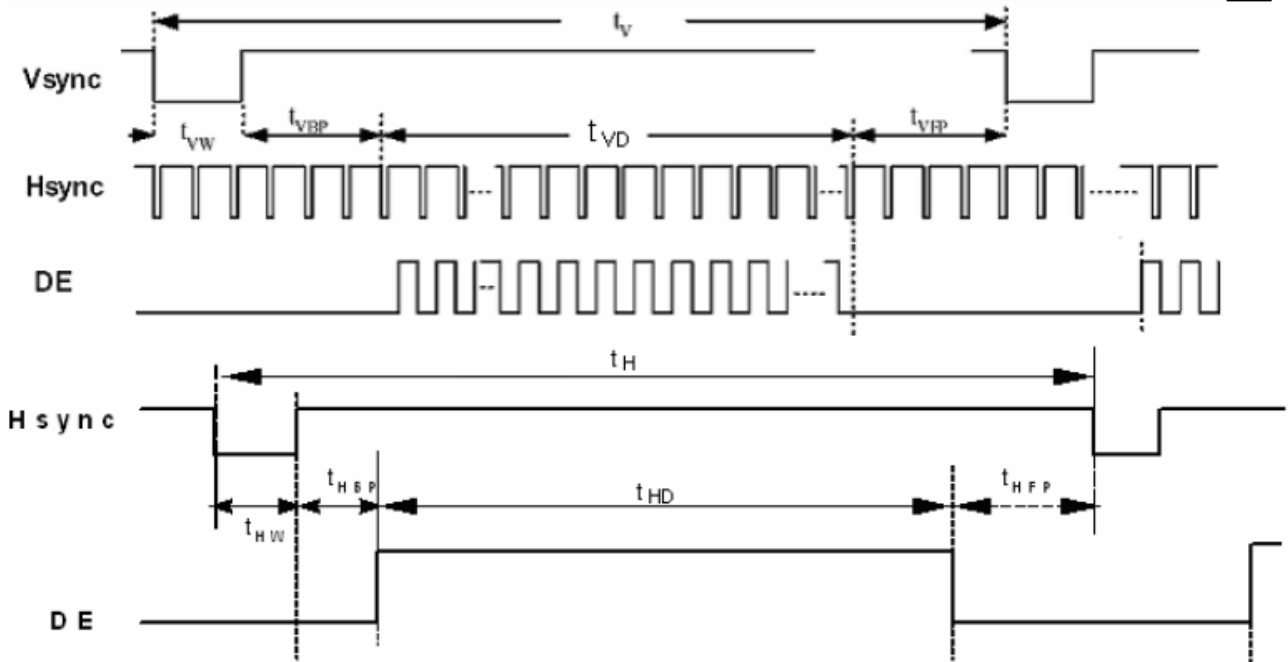 tV
Vsync
tVW tVBP tVD tVFP
Hsync
DE
tH
Hsync
tHBP tHD tHFP
tHW
DE